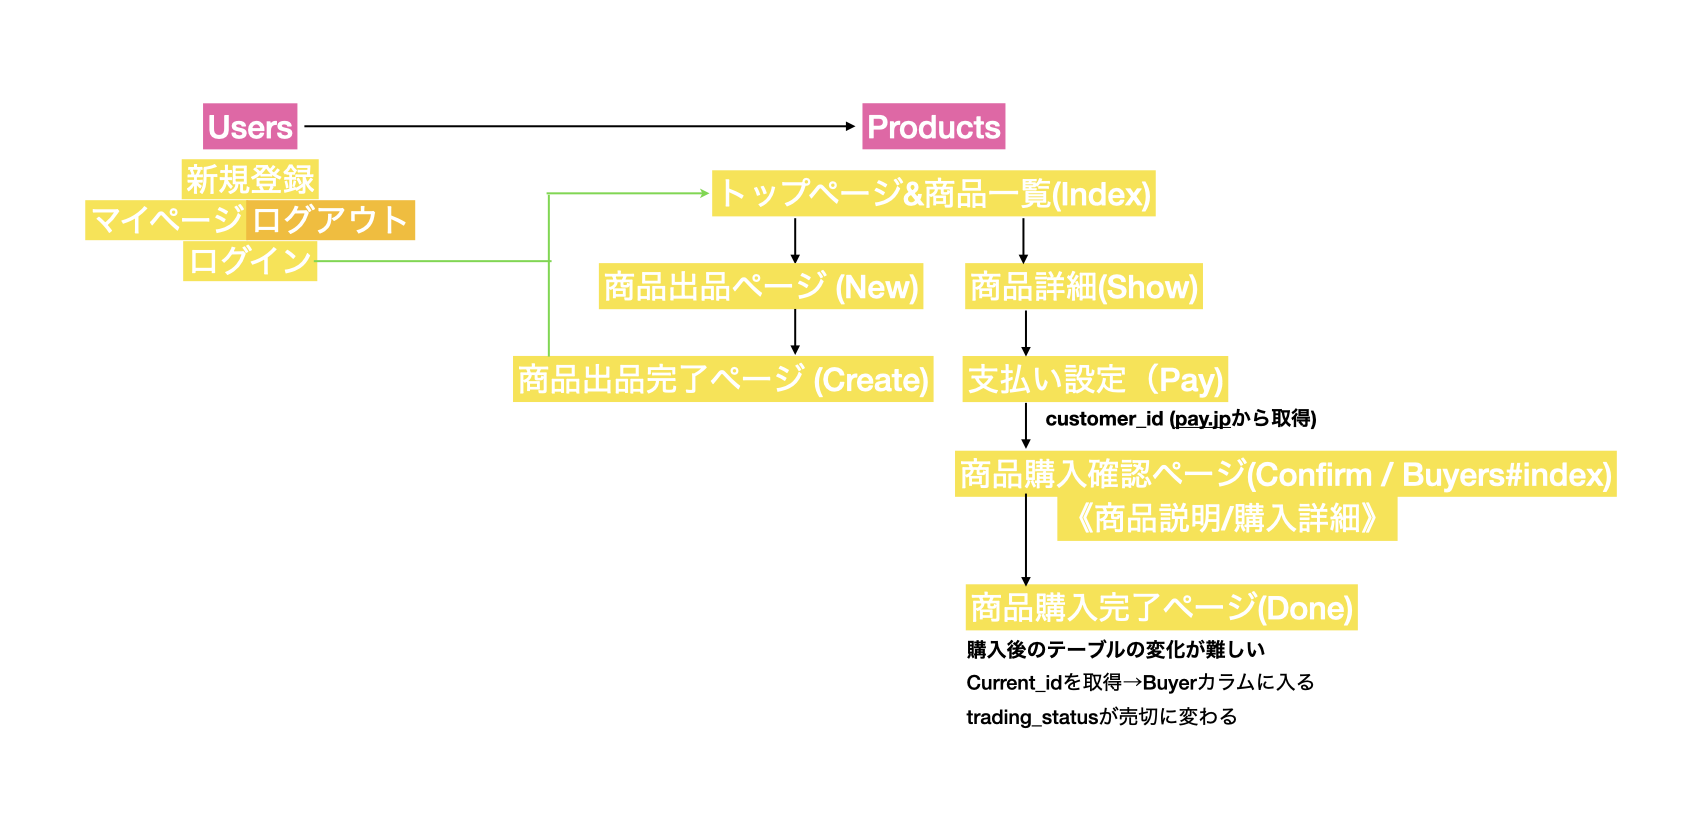 Users
Products
新規登録
マイページ ログアウト
ログイン
トップページ&商品一覧(Index)
商品出品ページ (New)
商品詳細(Show)
商品出品完了ページ (Create)
支払い設定（Pay)
customer_id (pay.jpから取得)
商品購入確認ページ(Confirm / Buyers#index)
《商品説明/購入詳細》
商品購入完了ページ(Done)
購入後のテーブルの変化が難しい
Current_idを取得→Buyerカラムに入る
trading_statusが売切に変わる